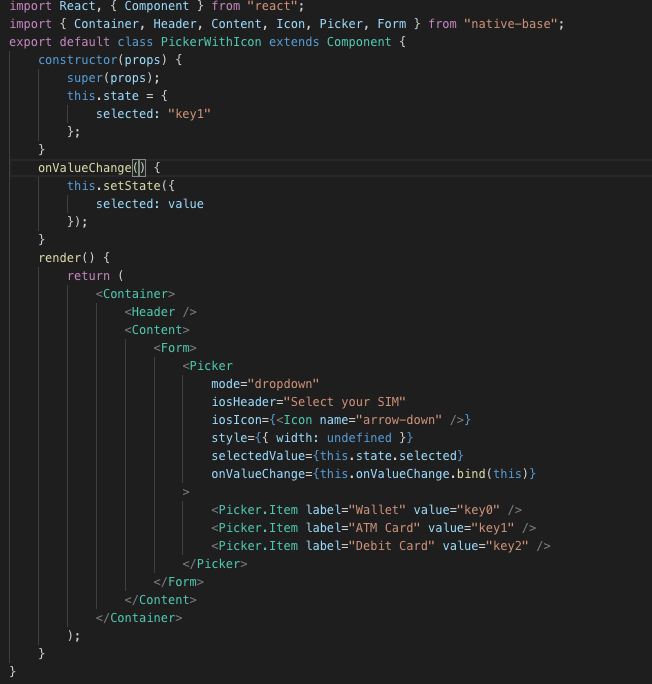 import React, { Component } from "react";
import { Container, Header, Content, Icon, Picker, Form } from "native-base";
export default class PickerWithIcon extends Component {
    constructor(props) {
        super(props);
        this.state = {
            selected: "key1"
        };
    }
    onValueChange() {
        this.setState({
            selected: value
        });
    }
    render() {
        return (
            <Container>
                <Header />
                <Content>
                    <Form>
                        <Picker
                            mode="dropdown"
                            iosHeader="Select your SIM"
                            iosIcon={<Icon name="arrow-down" />}
                            style={{ width: undefined }}
                            selectedValue={this.state.selected}
                            onValueChange={this.onValueChange.bind(this)}
                        >
                            <Picker.Item label="Wallet" value="key0" />
                            <Picker.Item label="ATM Card" value="key1" />
                            <Picker.Item label="Debit Card" value="key2" />
                        </Picker>
                    </Form>
                </Content>
            </Container>
        );
    }
}